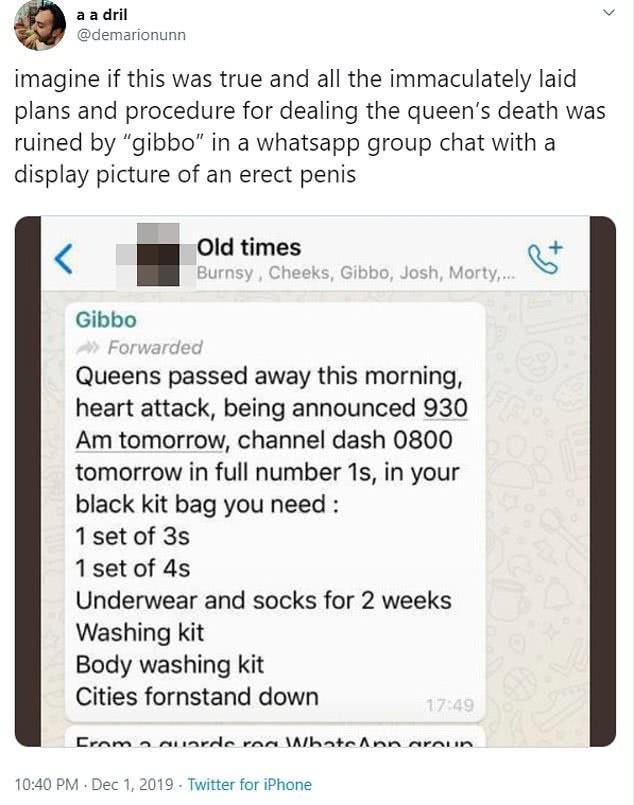 a a dril
@demarionunn
imagine if this was true and all the immaculately laid
plans and procedure for dealing the queen's death was
ruined by “gibbo” in a whatsapp group chat with a
display picture of an erect penis
Old times
Burnsy , Cheeks, Gibbo, Josh, Morty,...
Gibbo
Forwarded
Queens passed away this morning,
heart attack, being announced 930
Am tomorrow, channel dash 0800
tomorrow in full number 1s, in your
black kit bag you need :
1 set of 3s
1 set of 4s
Underwear and socks for 2 weeks
Washing kit
Body washing kit
Cities fornstand down
17:49
From a guards reg WhatsApp group
10:40 PM · Dec 1, 2019 · Twitter for iPhone